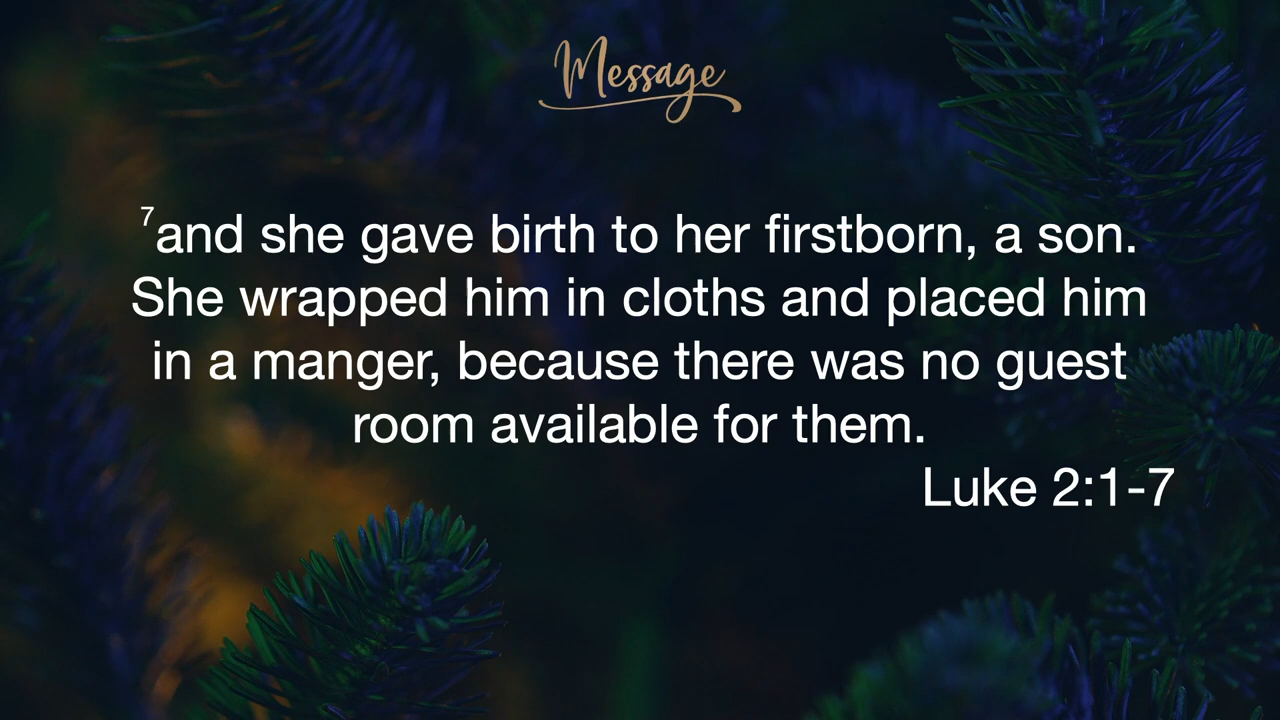 Message
7and she gave birth to her firstborn, a son.
She wrapped him in cloths and placed him
in a manger, because there was no guest
room available for them.
Luke 2:1-7